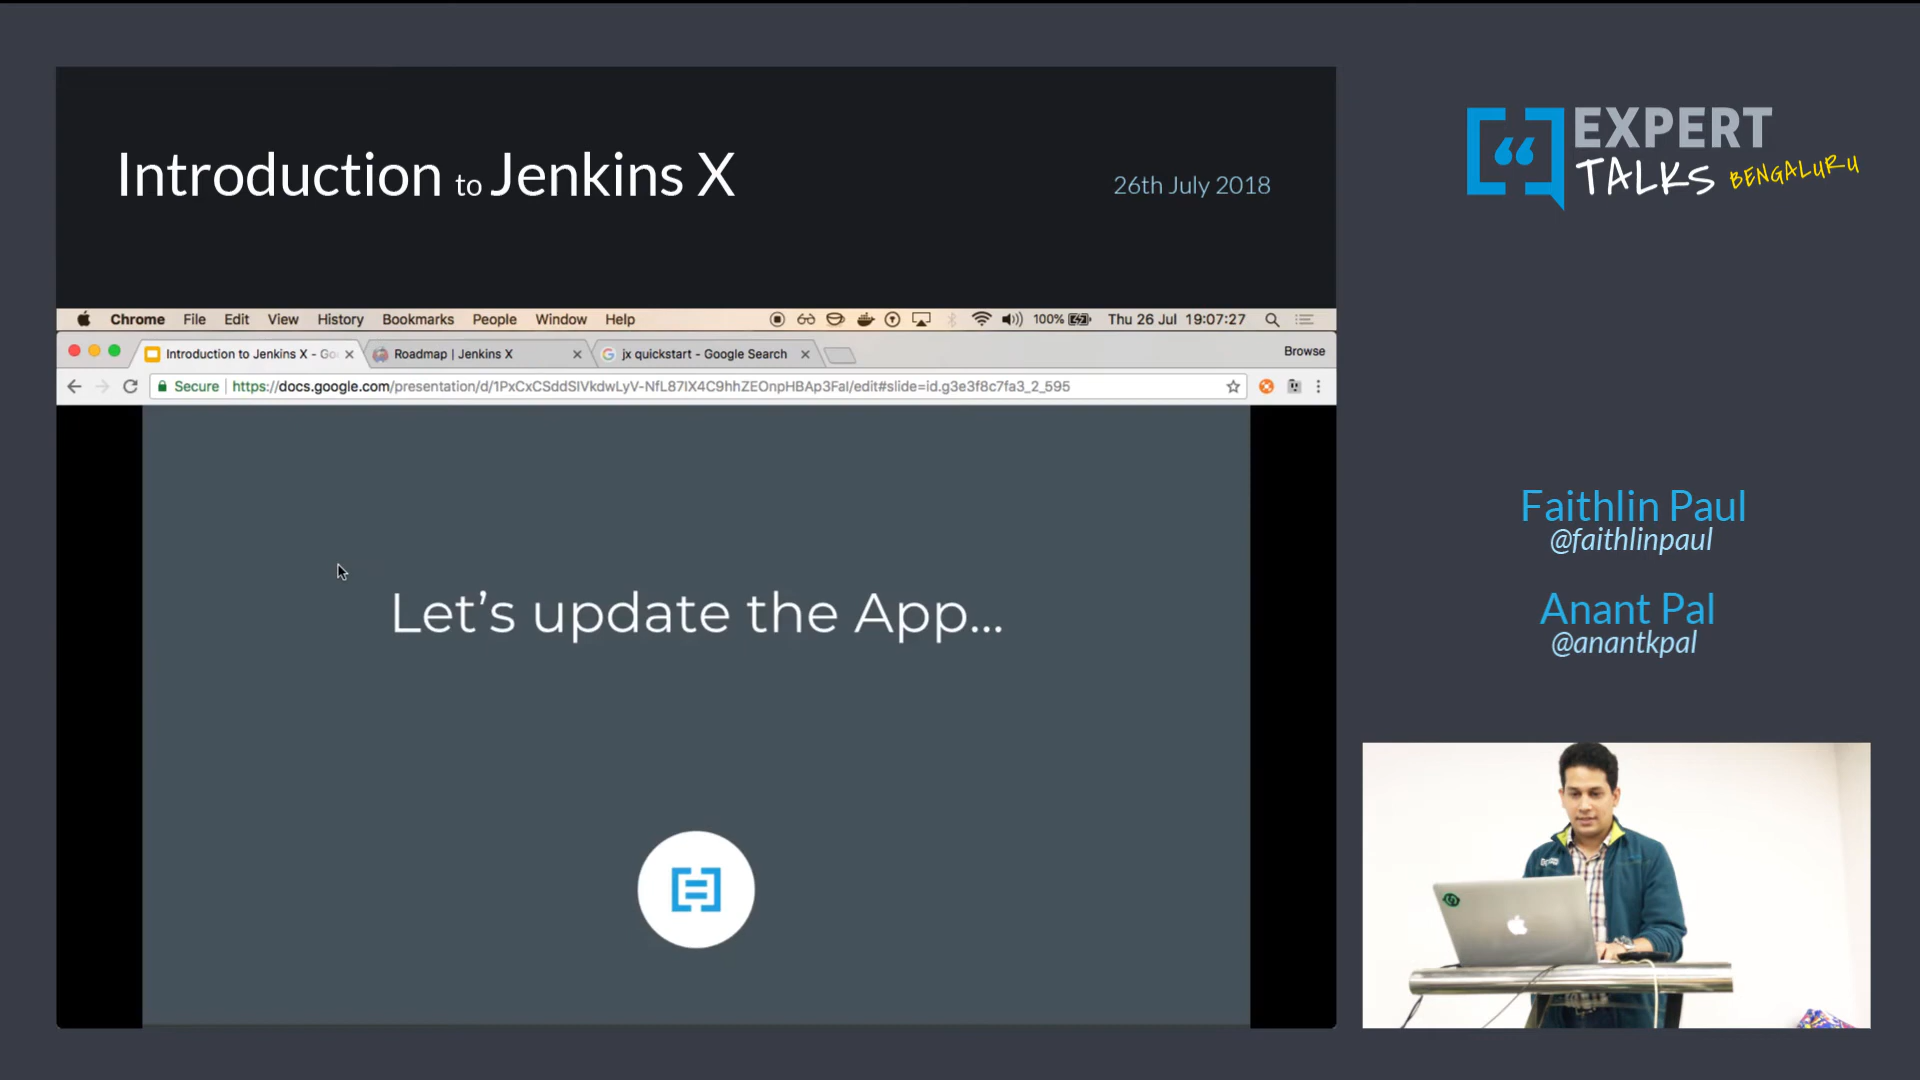 Introduction to Jenkins X
26th July 2018
EXPERT
TALKS BENGALURU
Chrome File Edit View History Bookmarks People Window Help
100% Thu 26 Jul 19:07:27
Introduction to Jenkins X - Go
Roadmap | Jenkins X
jx quickstart - Google Search
Browse
Secure https://docs.google.com/presentation/d/1PxCxCSddSIVkdwLyV-NfL87IX4C9hhZEOnpHBAp3FaI/edit#slide=id.g3e3f8c7fa3_2_595
Let's update the App...
Faithlin Paul
@faithlinpaul
Anant Pal
@anantkpal